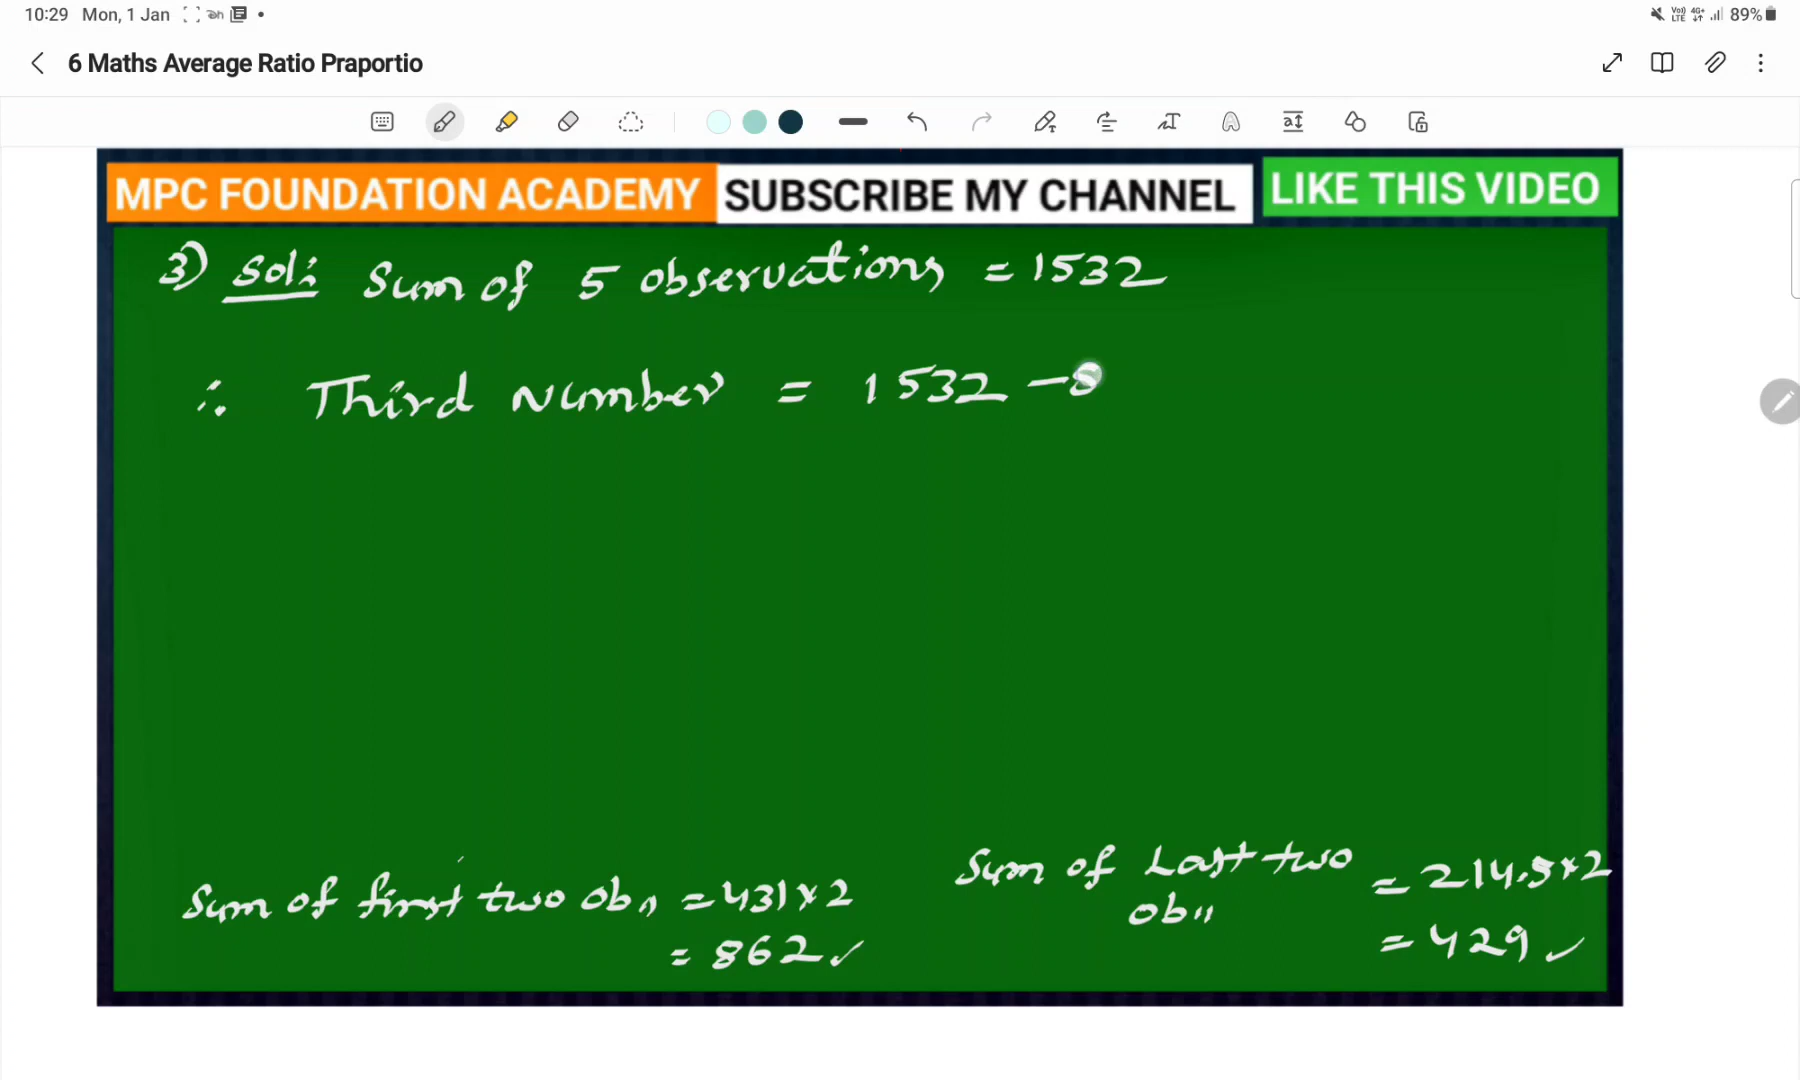 10:29 Mon, 1 Jan
89%
6 Maths Average Ratio Praportio
MPC FOUNDATION ACADEMY SUBSCRIBE MY CHANNEL LIKE THIS VIDEO
3) Sol: Sum of 5 observations = 1532
∴ Third Number = 1532 - 8
Sum of first two obn = 431 × 2
= 862 ✓
Sum of Last two = 214.5 × 2
obn
= 429 ✓